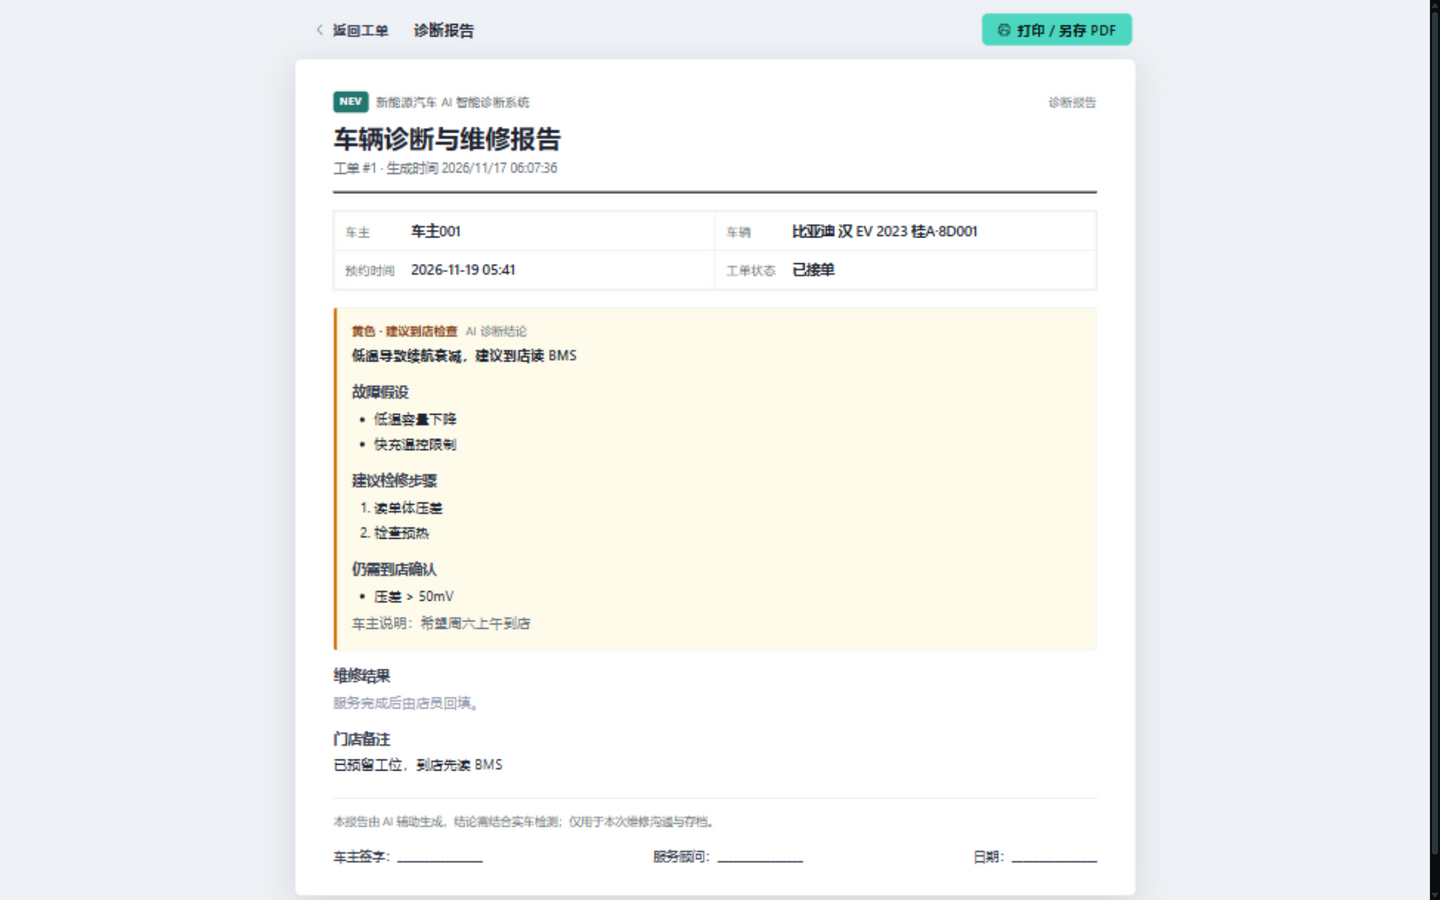 返回工单 诊断报告 打印 / 另存 PDF
NEV 新能源汽车 AI 智能诊断系统 诊断报告
车辆诊断与维修报告
工单 #1 · 生成时间 2026/11/17 06:07:36
车主 车主001 车辆 比亚迪 汉 EV 2023 桂A·8D001
预约时间 2026-11-19 05:41 工单状态 已接单
黄色 · 建议到店检查 AI 诊断结论
低温导致续航衰减，建议到店读 BMS
故障假设
• 低温容量下降
• 快充温控限制
建议检修步骤
1. 读单体压差
2. 检查预热
仍需到店确认
• 压差 > 50mV
车主说明：希望周六上午到店
维修结果
服务完成后由店员回填。
门店备注
已预留工位，到店先读 BMS
本报告由 AI 辅助生成，结论需结合实车检测；仅用于本次维修沟通与存档。
车主签字：____________ 服务顾问：____________ 日期：____________